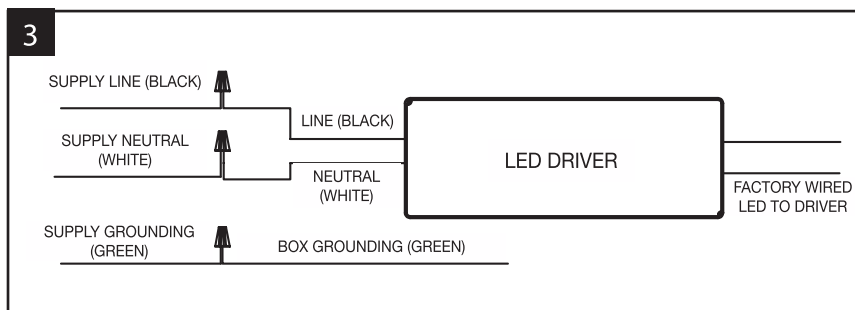 3
SUPPLY LINE (BLACK)
LINE (BLACK)
SUPPLY NEUTRAL
(WHITE)
LED DRIVER
NEUTRAL
(WHITE)
FACTORY WIRED
LED TO DRIVER
SUPPLY GROUNDING
(GREEN)
BOX GROUNDING (GREEN)